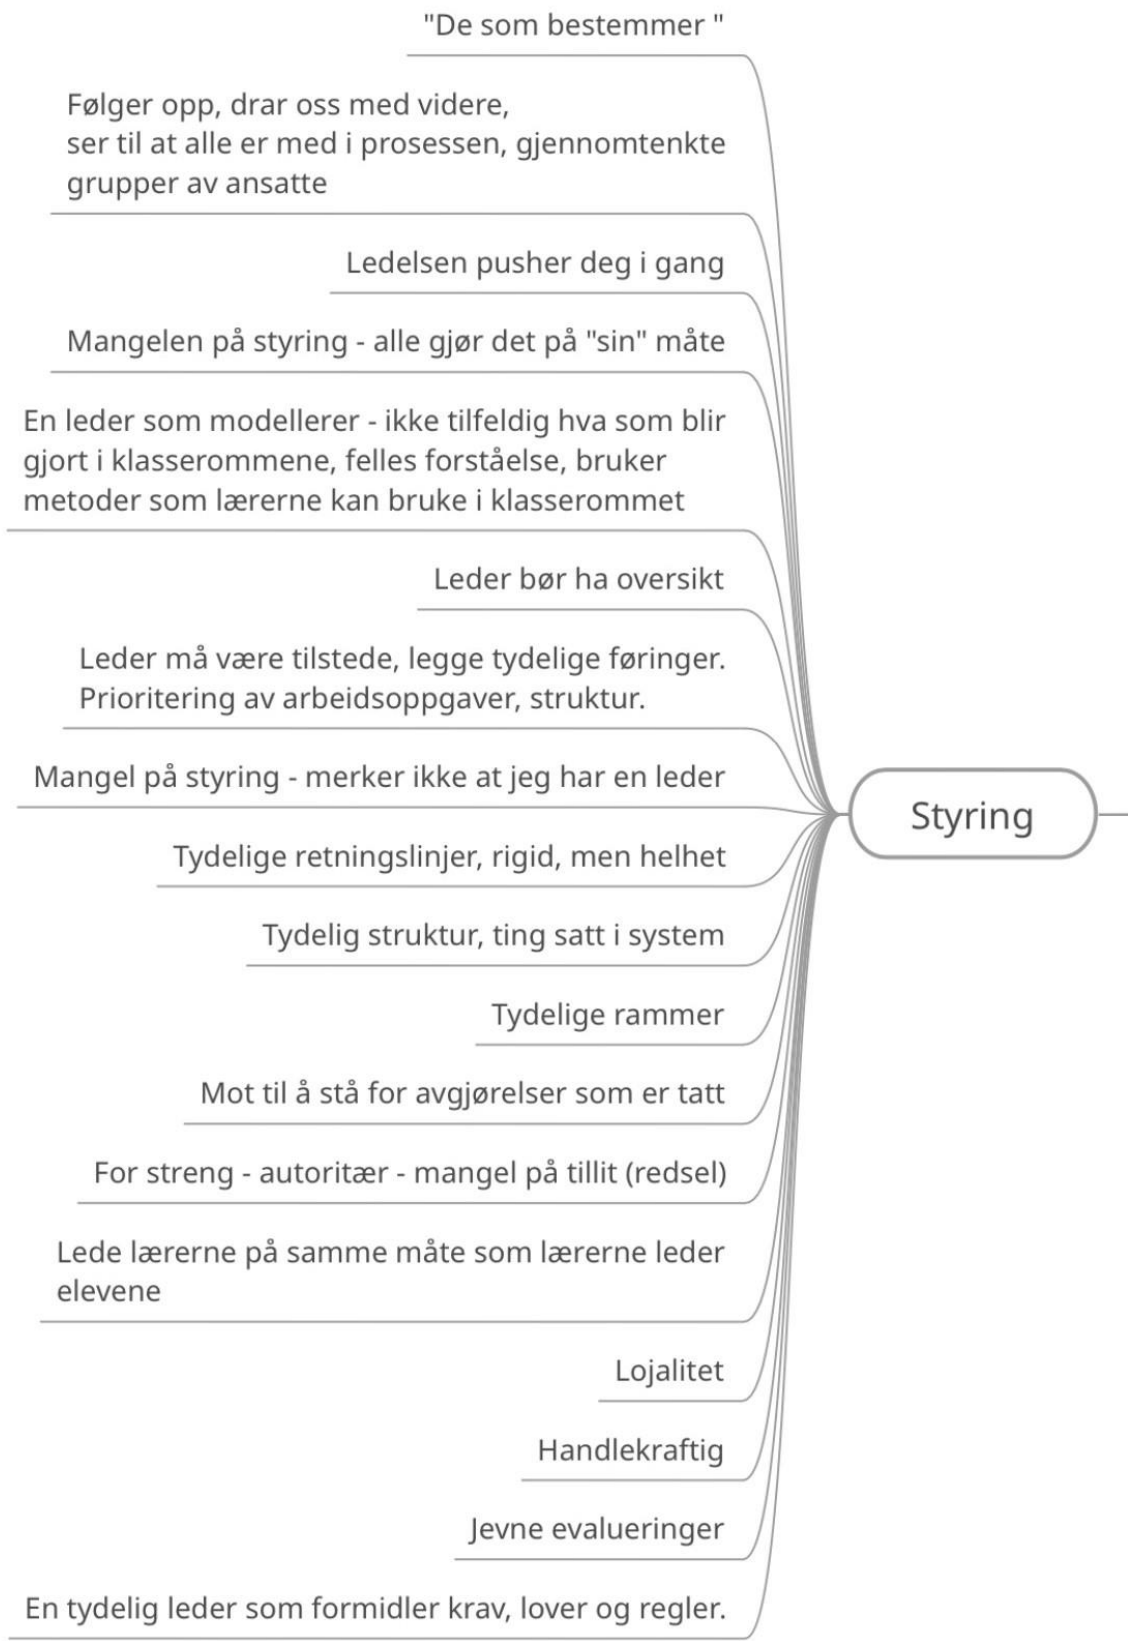 "De som bestemmer "
Følger opp, drar oss med videre,
ser til at alle er med i prosessen, gjennomtenkte
grupper av ansatte
Ledelsen pusher deg i gang
Mangelen på styring - alle gjør det på "sin" måte
En leder som modellerer - ikke tilfeldig hva som blir
gjort i klasserommene, felles forståelse, bruker
metoder som lærerne kan bruke i klasserommet
Leder bør ha oversikt
Leder må være tilstede, legge tydelige føringer.
Prioritering av arbeidsoppgaver, struktur.
Mangel på styring - merker ikke at jeg har en leder
Styring
Tydelige retningslinjer, rigid, men helhet
Tydelig struktur, ting satt i system
Tydelige rammer
Mot til å stå for avgjørelser som er tatt
For streng - autoritær - mangel på tillit (redsel)
Lede lærerne på samme måte som lærerne leder
elevene
Lojalitet
Handlekraftig
Jevne evalueringer
En tydelig leder som formidler krav, lover og regler.